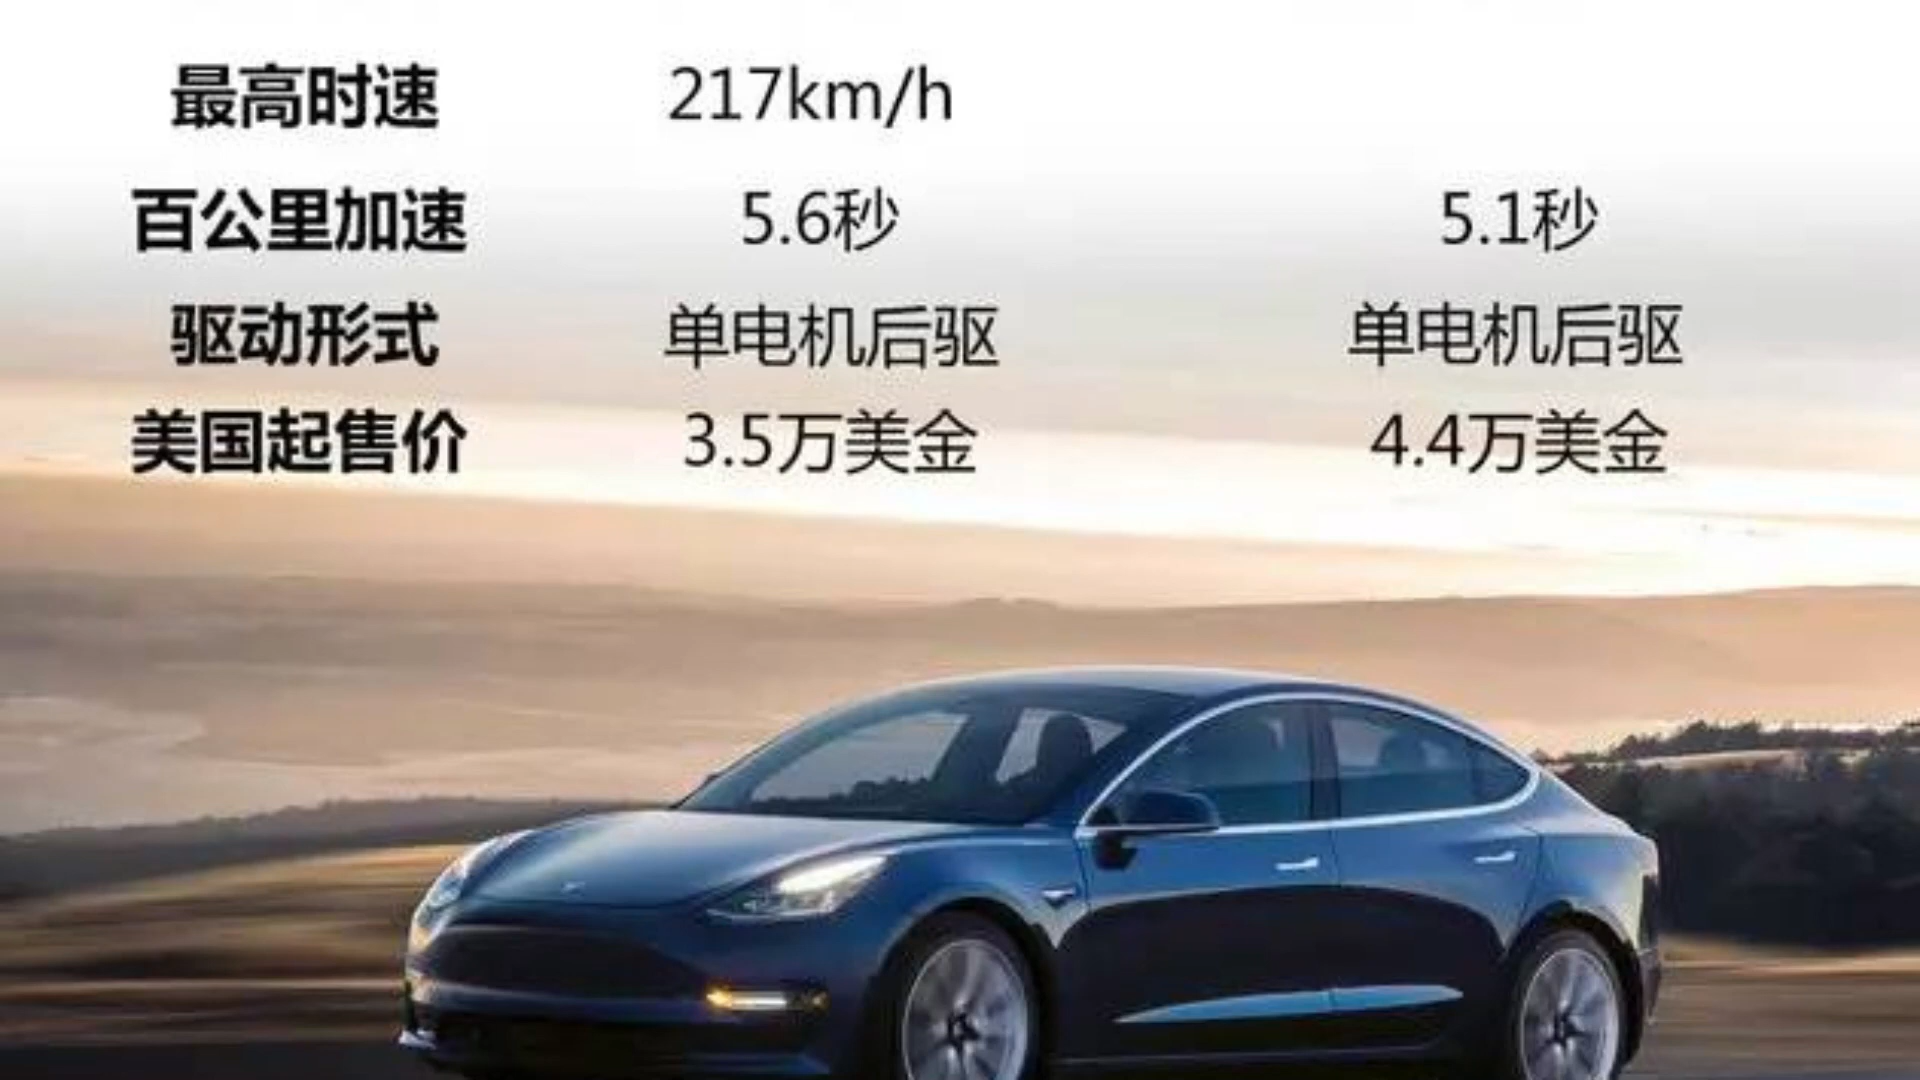 最高时速 217km/h
百公里加速 5.6秒 5.1秒
驱动形式 单电机后驱 单电机后驱
美国起售价 3.5万美金 4.4万美金